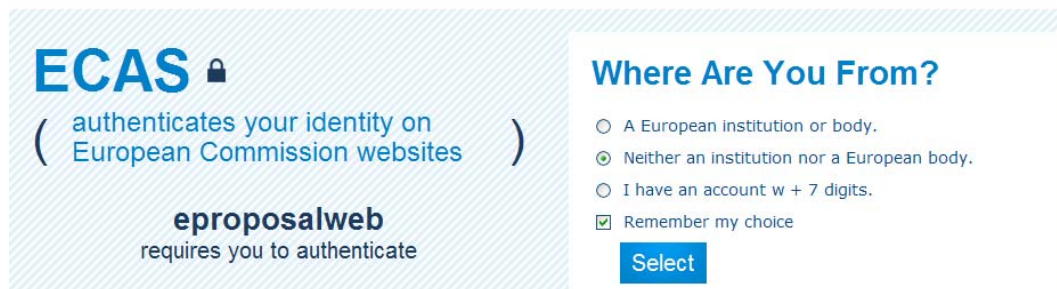 ECAS
( authenticates your identity on
European Commission websites )
eproposalweb
requires you to authenticate
Where Are You From?
A European institution or body.
Neither an institution nor a European body.
I have an account w + 7 digits.
Remember my choice
Select